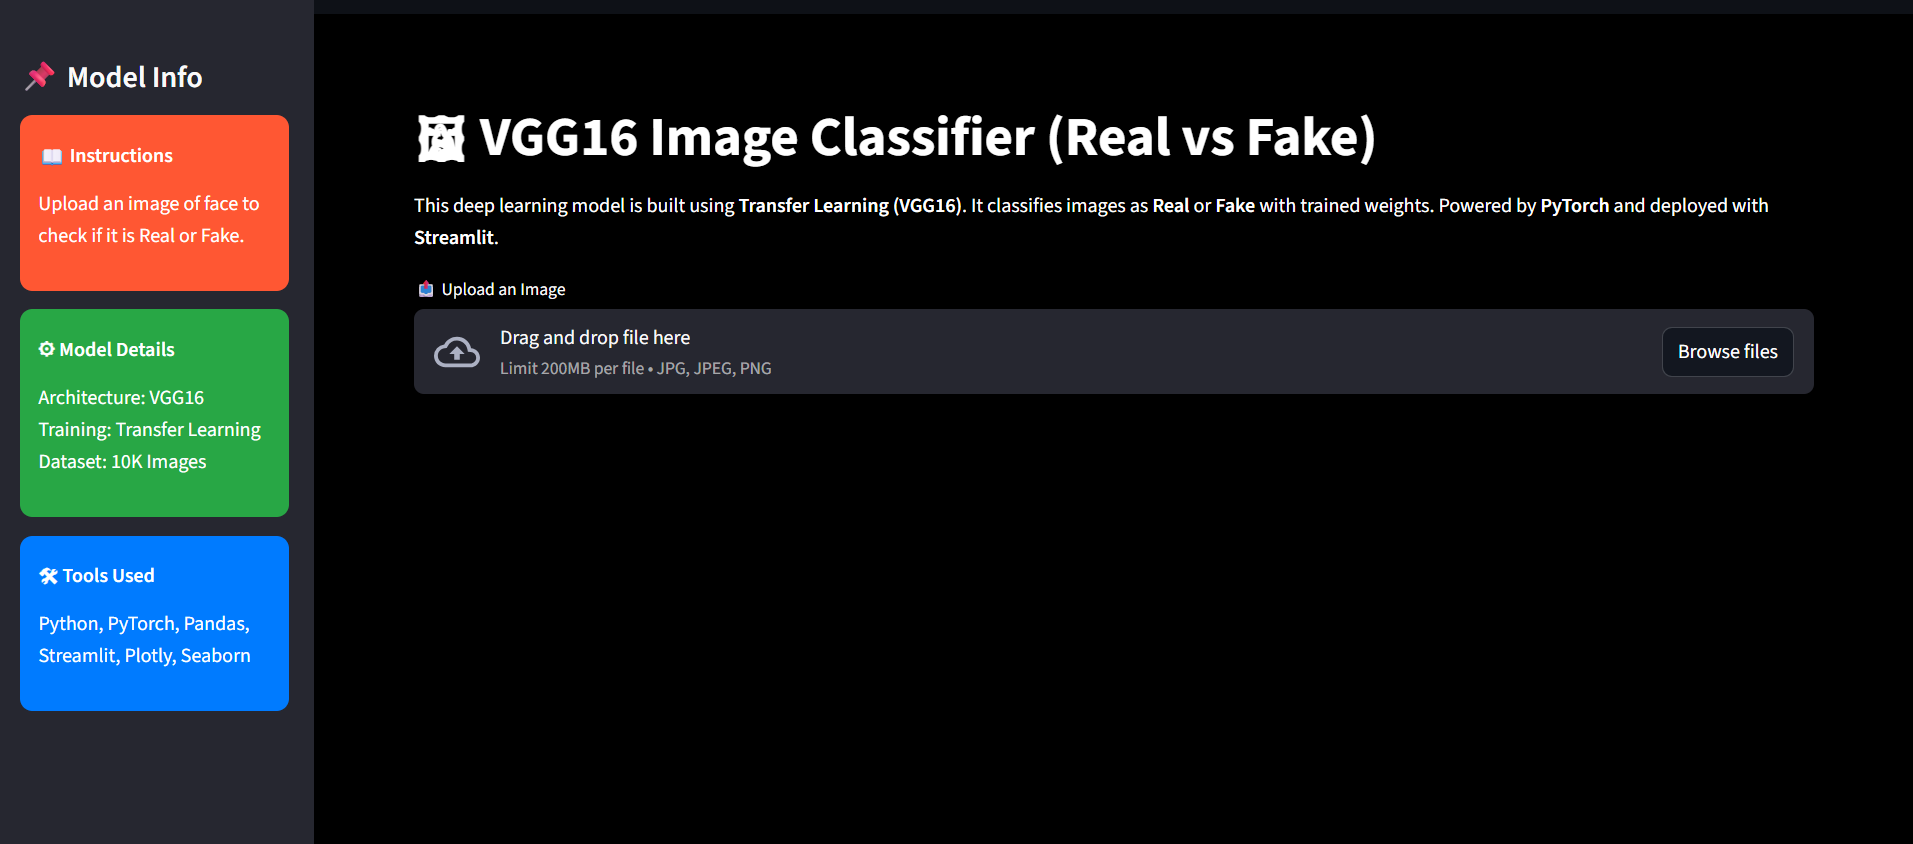 📌 Model Info
📖 Instructions
Upload an image of face to
check if it is Real or Fake.
⚙ Model Details
Architecture: VGG16
Training: Transfer Learning
Dataset: 10K Images
🛠 Tools Used
Python, PyTorch, Pandas,
Streamlit, Plotly, Seaborn
🖼 VGG16 Image Classifier (Real vs Fake)
This deep learning model is built using Transfer Learning (VGG16). It classifies images as Real or Fake with trained weights. Powered by PyTorch and deployed with
Streamlit.
📤 Upload an Image
Drag and drop file here
Limit 200MB per file • JPG, JPEG, PNG
Browse files